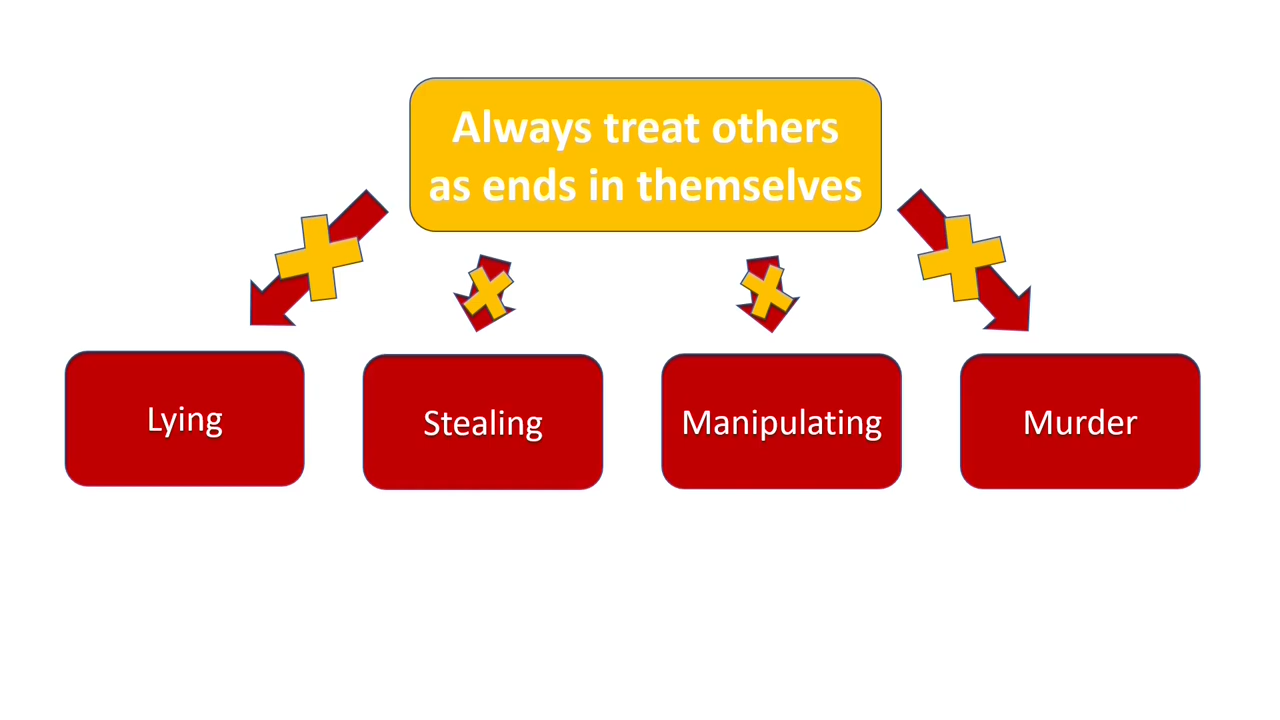 Always treat others
as ends in themselves
Lying
Stealing
Manipulating
Murder